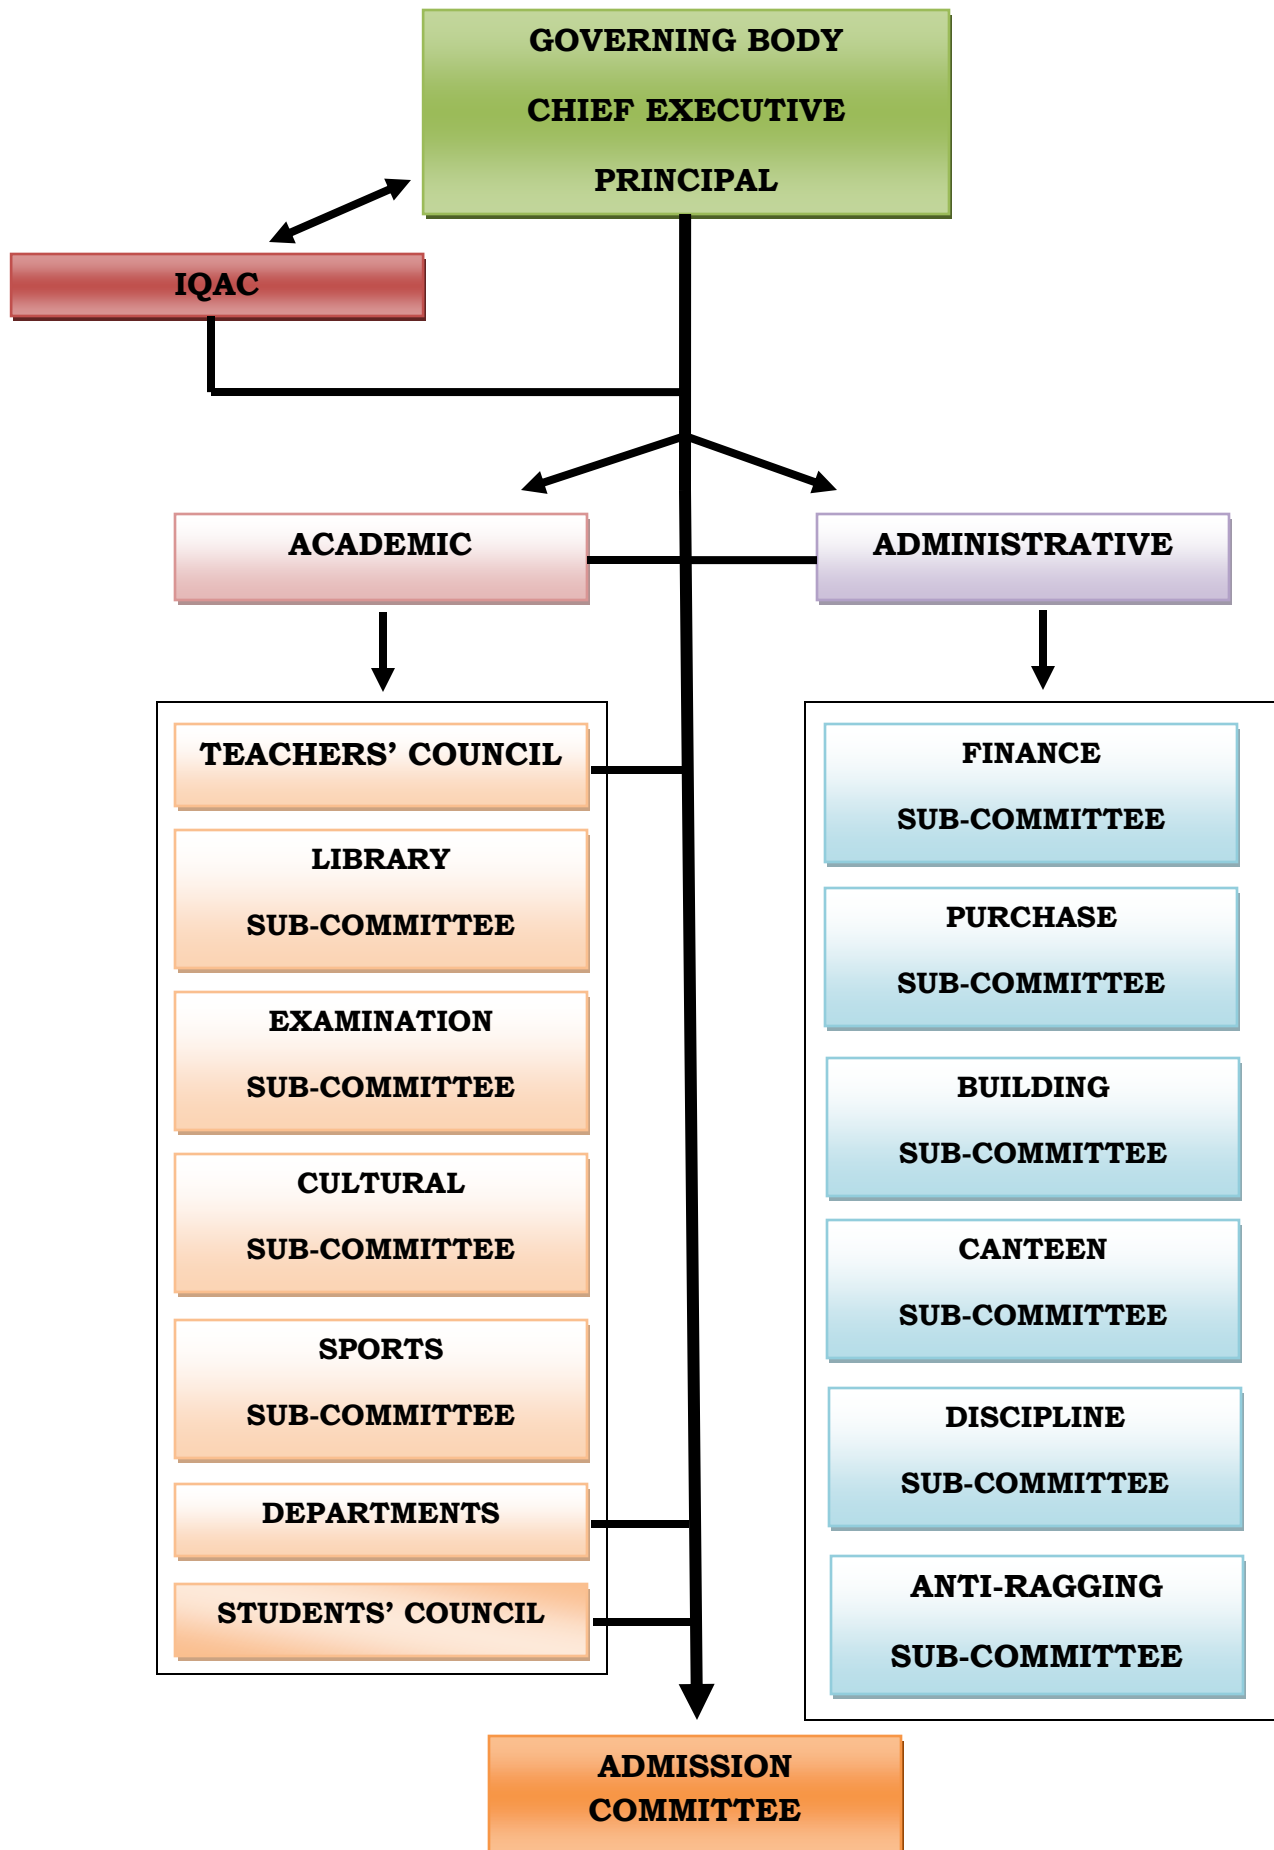 GOVERNING BODY
CHIEF EXECUTIVE
PRINCIPAL
IQAC
ACADEMIC
ADMINISTRATIVE
TEACHERS’ COUNCIL
LIBRARY
SUB-COMMITTEE
EXAMINATION
SUB-COMMITTEE
CULTURAL
SUB-COMMITTEE
SPORTS
SUB-COMMITTEE
DEPARTMENTS
STUDENTS’ COUNCIL
FINANCE
SUB-COMMITTEE
PURCHASE
SUB-COMMITTEE
BUILDING
SUB-COMMITTEE
CANTEEN
SUB-COMMITTEE
DISCIPLINE
SUB-COMMITTEE
ANTI-RAGGING
SUB-COMMITTEE
ADMISSION
COMMITTEE